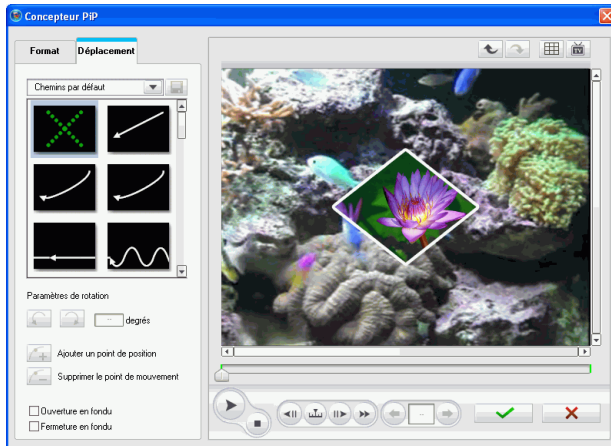 Concepteur PiP
Format
Déplacement
Chemins par défaut
Paramètres de rotation
-- degrés
Ajouter un point de position
Supprimer le point de mouvement
Ouverture en fondu
Fermeture en fondu
TV
--